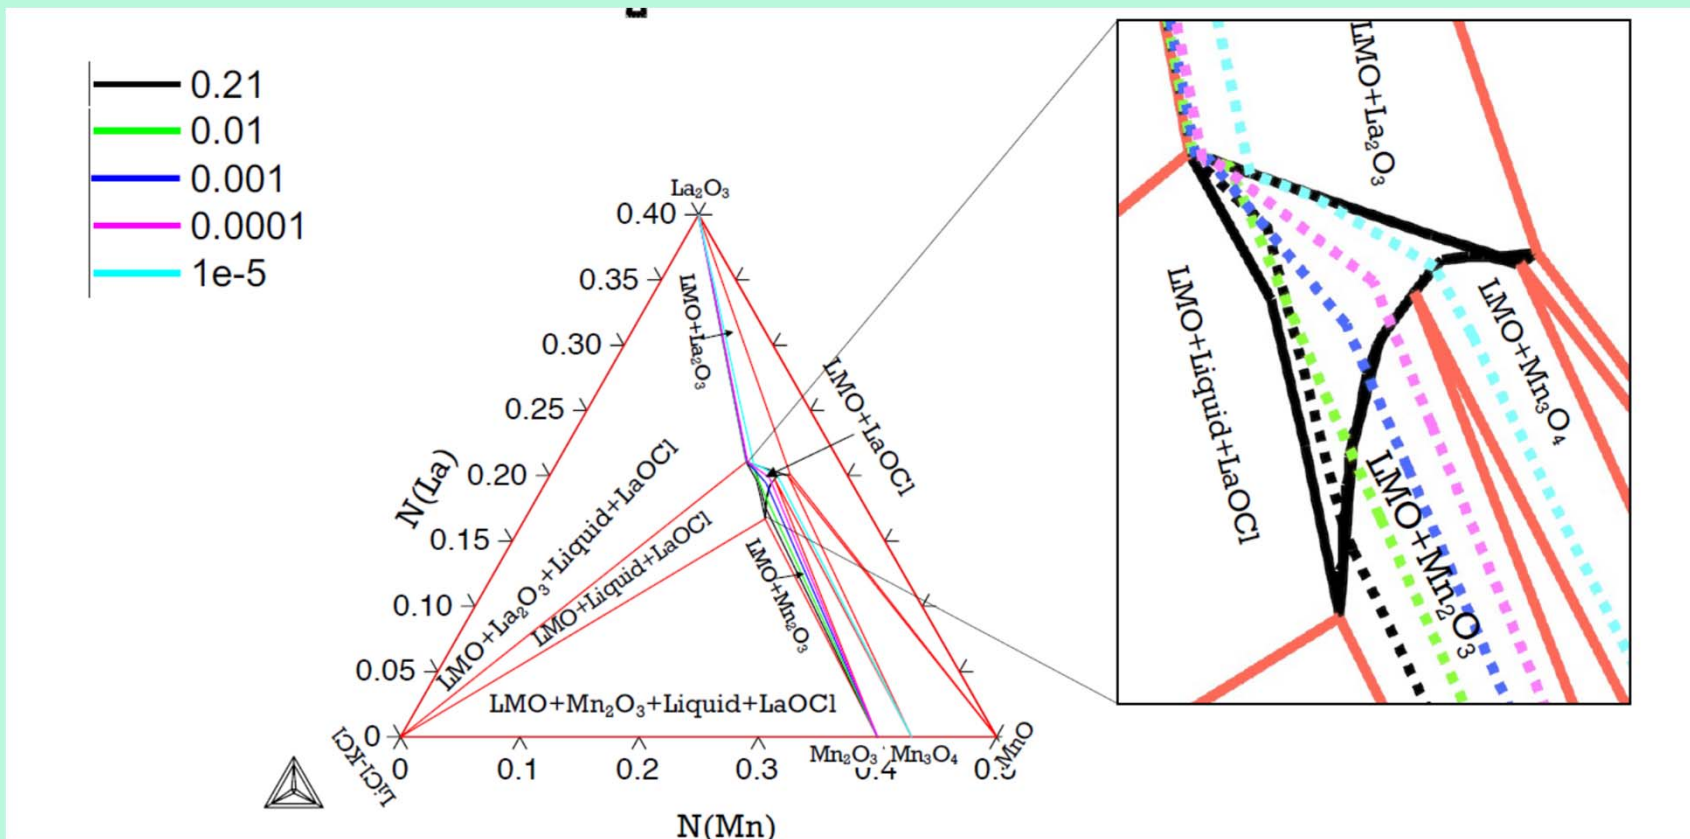 0.21
0.01
0.001
0.0001
1e-5
La₂O₃
0.40
0.35
0.30
0.25
0.20
0.15
0.10
0.05
0
N(La)
LMO+La₂O₃
LMO+LaOCl
LMO+La₂O₃+Liquid+LaOCl
LMO+Liquid+LaOCl
LMO+Mn₂O₃
LMO+Mn₂O₃+Liquid+LaOCl
LiCl-KCl
Mn₂O₃
Mn₃O₄
MnO
0
0.1
0.2
0.3
0.4
N(Mn)
LMO+La₂O₃
LMO+Liquid+LaOCl
LMO+Mn₃O₄
LMO+Mn₂O₃